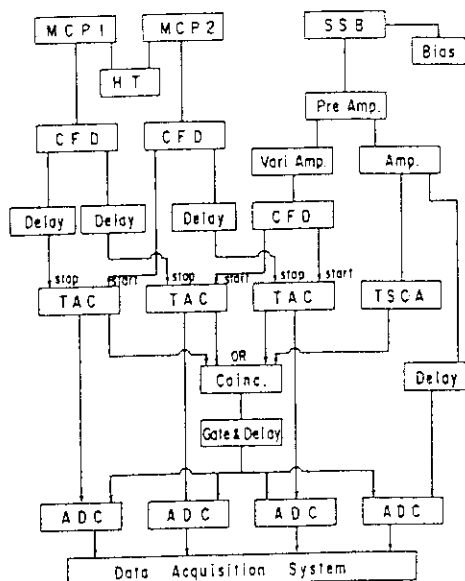 MCP1 MCP2 SSB
HT Bias
Pre Amp.
CFD CFD Vari Amp. Amp.
Delay Delay Delay CFD
stop start stop start stop start
TAC TAC TAC TSCA
OR
Coinc. Delay
Gate & Delay
ADC ADC ADC ADC
Data Acquisition System